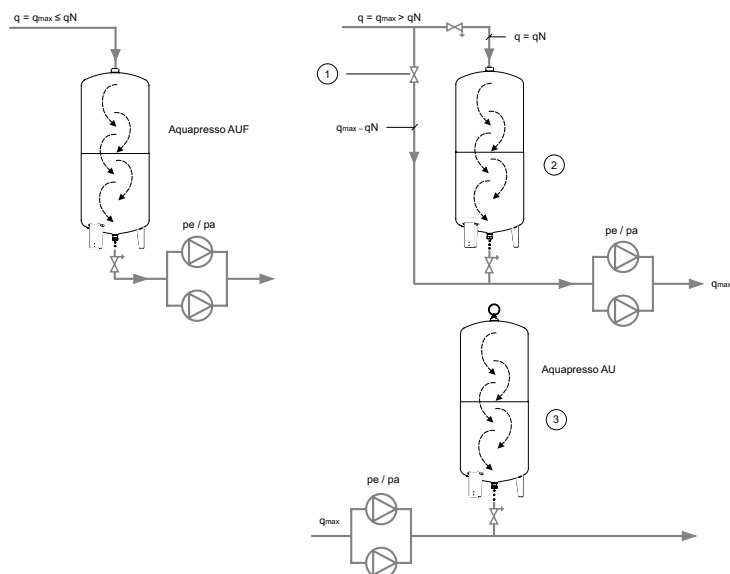 q = qmax ≤ qN
Aquapresso AUF
pe / pa
q = qmax > qN
q = qN
1
qmax – qN
2
pe / pa
qmax
Aquapresso AU
3
pe / pa
qmax